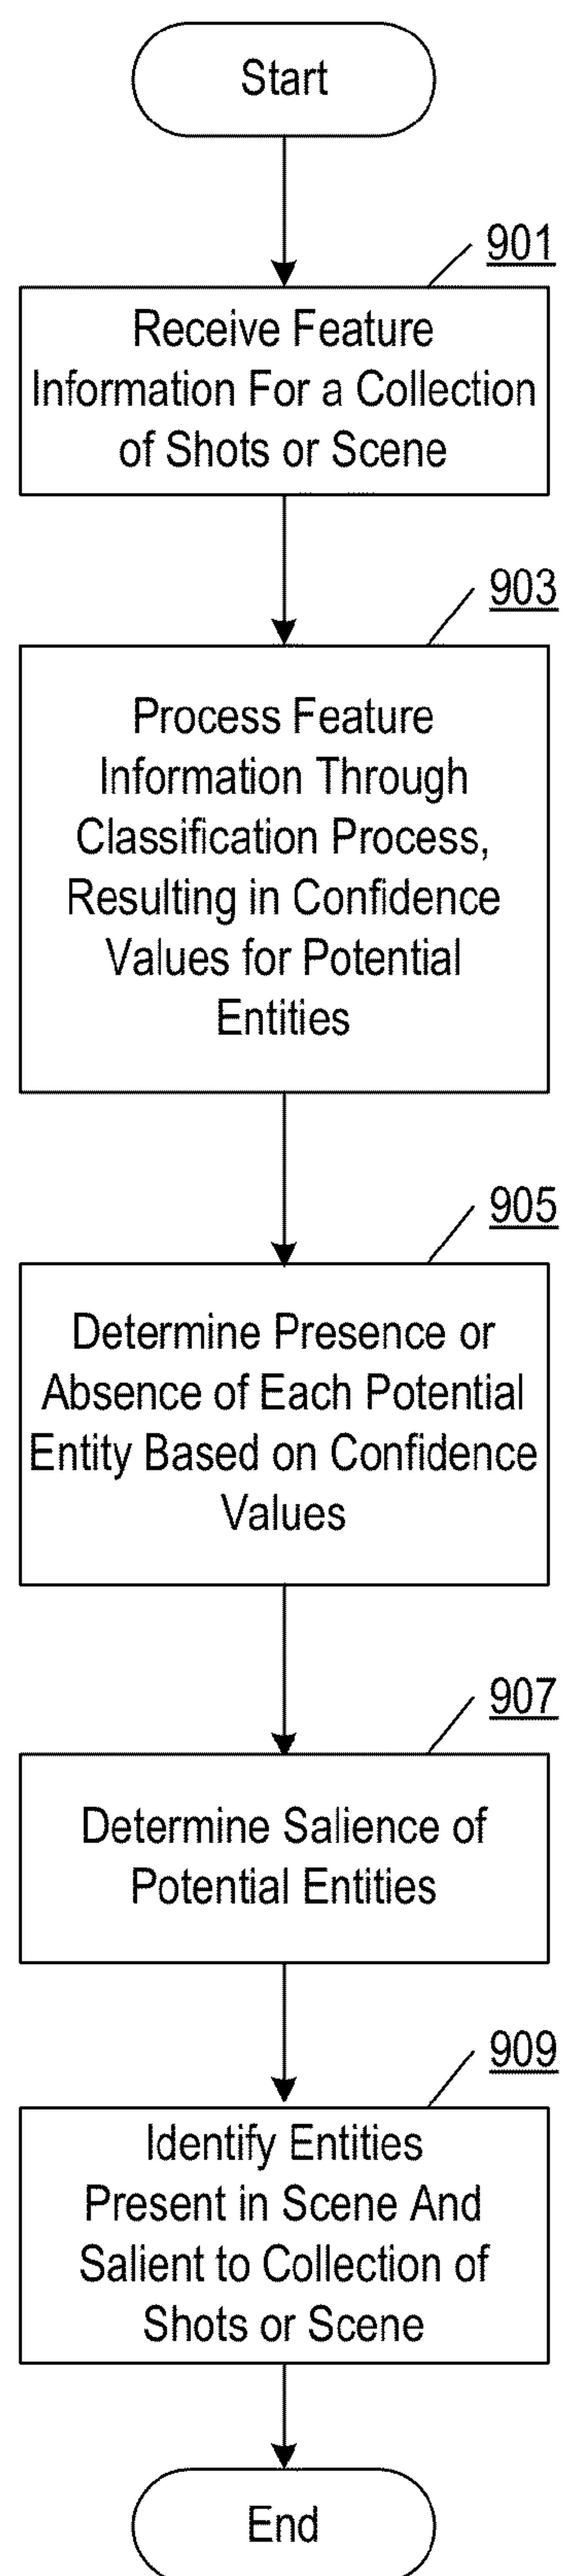 Start
901
Receive Feature
Information For a Collection
of Shots or Scene
903
Process Feature
Information Through
Classification Process,
Resulting in Confidence
Values for Potential
Entities
905
Determine Presence or
Absence of Each Potential
Entity Based on Confidence
Values
907
Determine Salience of
Potential Entities
909
Identify Entities
Present in Scene And
Salient to Collection of
Shots or Scene
End